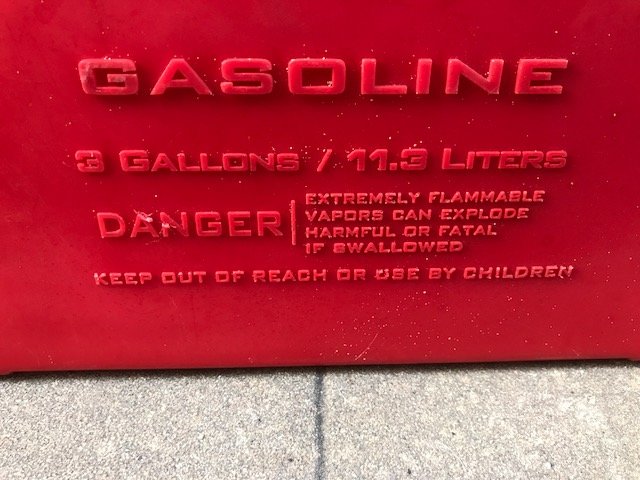 GASOLINE
3 GALLONS / 11.3 LITERS
DANGER
EXTREMELY FLAMMABLE
VAPORS CAN EXPLODE
HARMFUL OR FATAL
IF SWALLOWED
KEEP OUT OF REACH OR USE BY CHILDREN